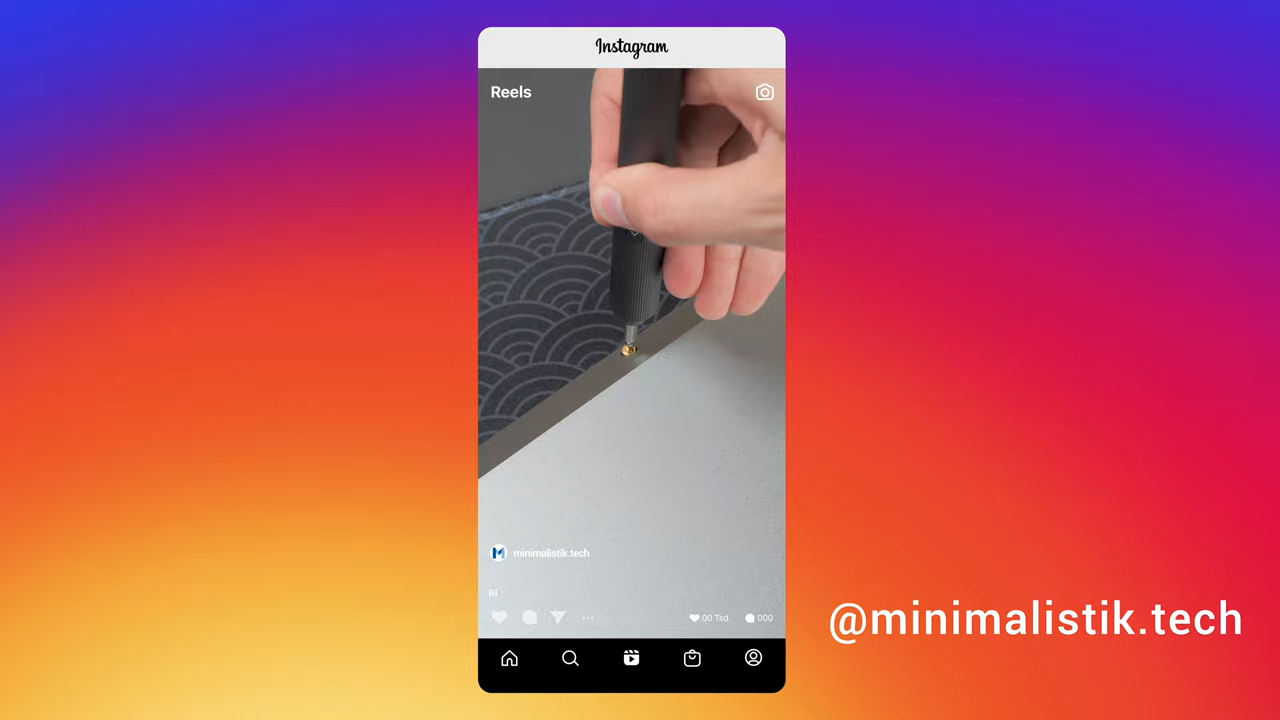 Instagram
Reels
minimalistik.tech
00 Tsd.
000
@minimalistik.tech